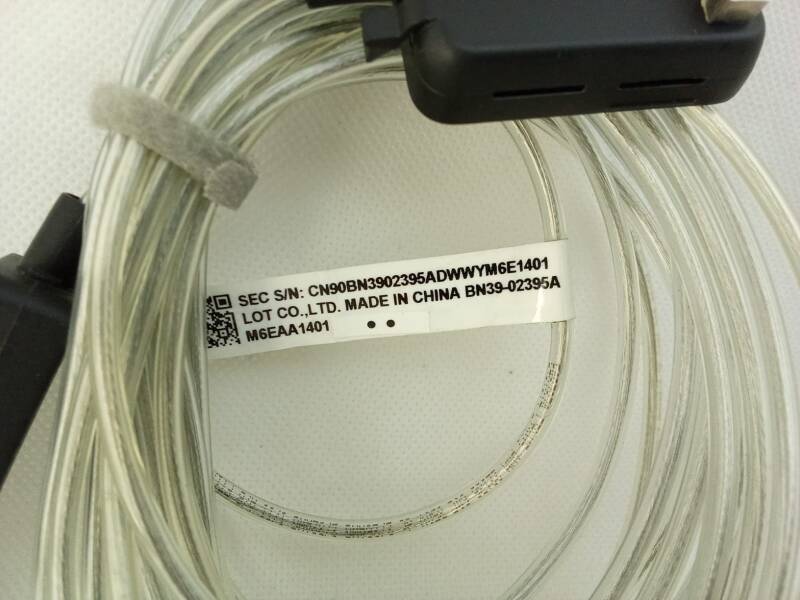 SEC S/N: CN90BN3902395ADWWYM6E1401
LOT CO.,LTD. MADE IN CHINA BN39-02395A
M6EAA1401